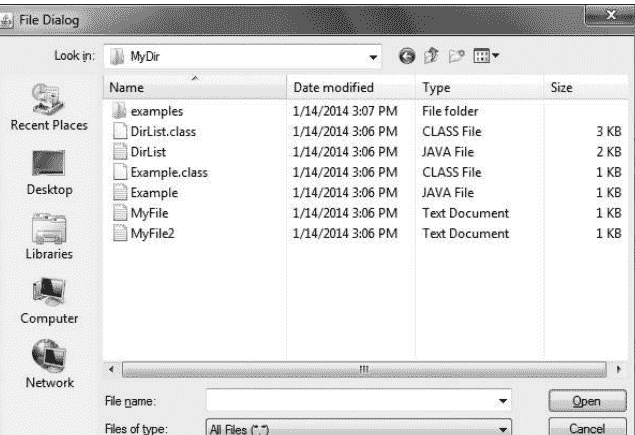 File Dialog
Look in: MyDir
Name Date modified Type Size
examples 1/14/2014 3:07 PM File folder
DirList.class 1/14/2014 3:06 PM CLASS File 3 KB
DirList 1/14/2014 3:06 PM JAVA File 2 KB
Example.class 1/14/2014 3:06 PM CLASS File 1 KB
Example 1/14/2014 3:06 PM JAVA File 1 KB
MyFile 1/14/2014 3:06 PM Text Document 1 KB
MyFile2 1/14/2014 3:06 PM Text Document 1 KB
Recent Places
Desktop
Libraries
Computer
Network
File name: Open
Files of type: All Files (*.*) Cancel